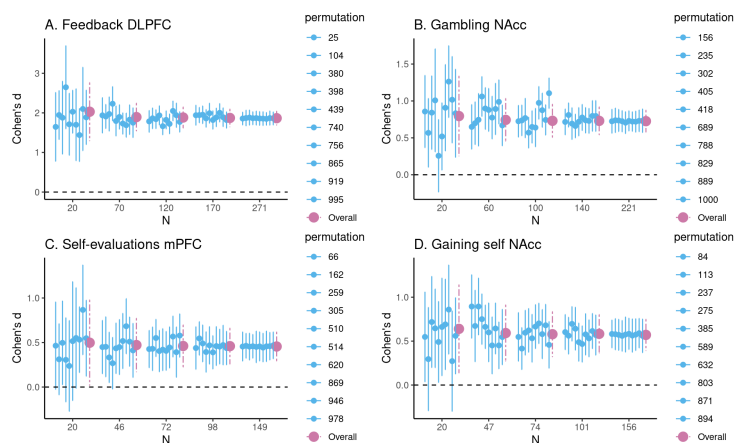 A. Feedback DLPFC
Cohen's d
3
2
1
0
20 70 120 170 271
N
permutation
25
104
380
398
439
740
756
865
919
995
Overall
B. Gambling NAcc
Cohen's d
1.5
1.0
0.5
0.0
20 60 100 140 221
N
permutation
156
235
302
405
418
689
788
829
889
1000
Overall
C. Self-evaluations mPFC
Cohen's d
1.0
0.5
0.0
20 46 72 98 149
N
permutation
66
162
259
305
510
514
620
869
946
978
Overall
D. Gaining self NAcc
Cohen's d
1.0
0.5
0.0
20 47 74 101 156
N
permutation
84
113
237
275
385
589
632
803
871
894
Overall